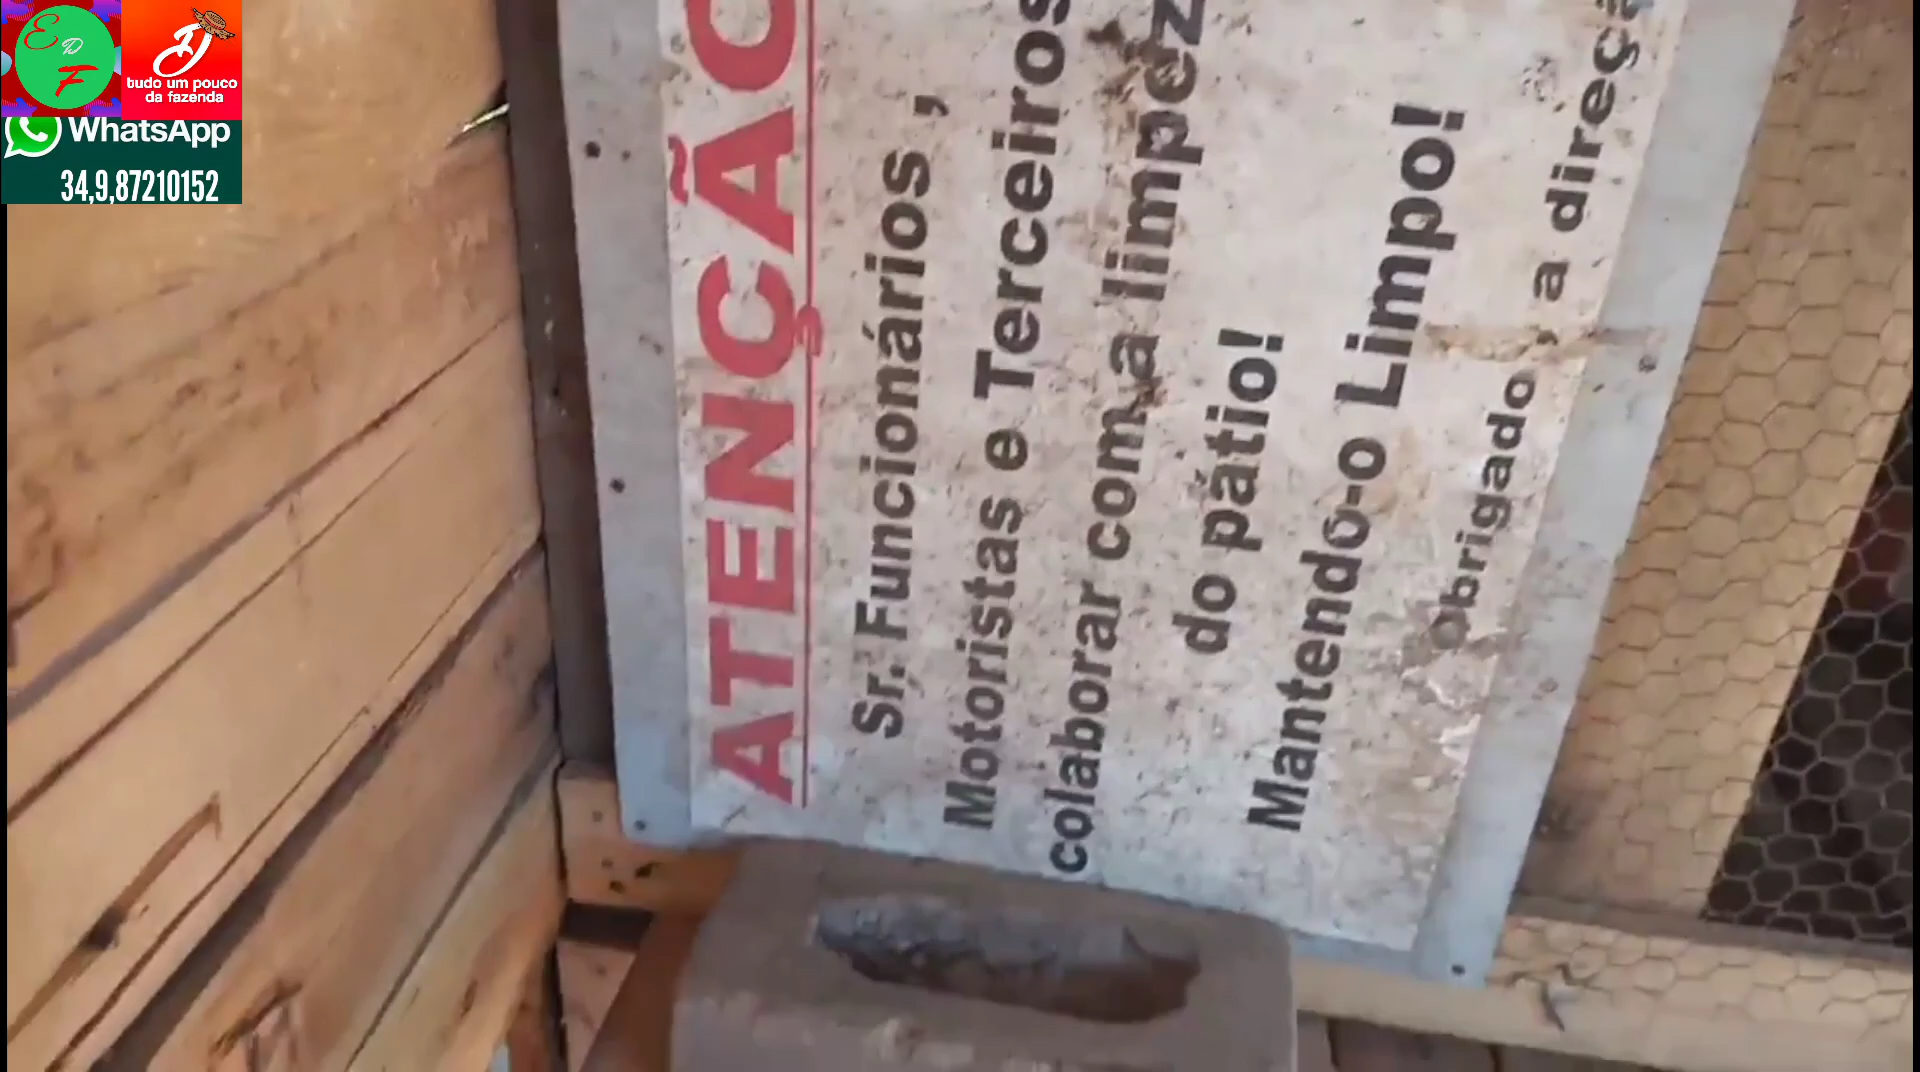 E D F
tudo um pouco
da fazenda
WhatsApp
34,9,87210152
ATENÇÃO
Sr. Funcionários ,
Motoristas e Terceiros
colaborar com a limpez
do pátio!
Mantendo-o Limpo!
Obrigado , a direçã